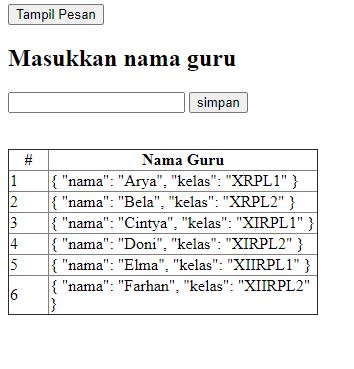 Tampil Pesan
Masukkan nama guru
simpan
# Nama Guru
1 { "nama": "Arya", "kelas": "XRPL1" }
2 { "nama": "Bela", "kelas": "XRPL2" }
3 { "nama": "Cintya", "kelas": "XIRPL1" }
4 { "nama": "Doni", "kelas": "XIRPL2" }
5 { "nama": "Elma", "kelas": "XIIRPL1" }
6 { "nama": "Farhan", "kelas": "XIIRPL2"
}